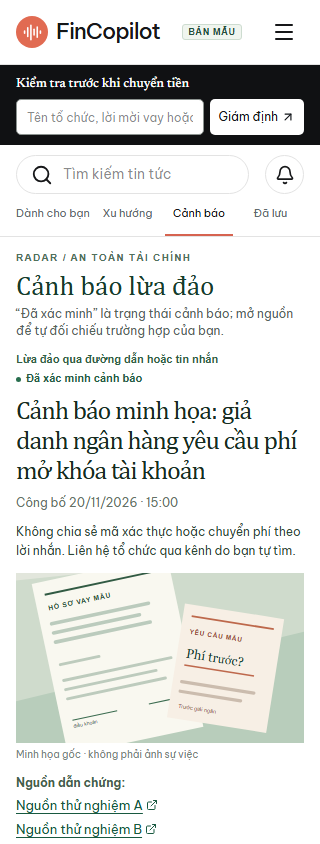 FinCopilot
BẢN MẪU
Kiểm tra trước khi chuyển tiền
Tên tổ chức, lời mời vay hoặc
Giám định
Tìm kiếm tin tức
Dành cho bạn
Xu hướng
Cảnh báo
Đã lưu
RADAR / AN TOÀN TÀI CHÍNH
Cảnh báo lừa đảo
“Đã xác minh” là trạng thái cảnh báo; mở nguồn
để tự đối chiếu trường hợp của bạn.
Lừa đảo qua đường dẫn hoặc tin nhắn
Đã xác minh cảnh báo
Cảnh báo minh họa: giả
danh ngân hàng yêu cầu phí
mở khóa tài khoản
Công bố 20/11/2026 · 15:00
Không chia sẻ mã xác thực hoặc chuyển phí theo
lời nhắn. Liên hệ tổ chức qua kênh do bạn tự tìm.
HỒ SƠ VAY MẪU
Điều khoản
YÊU CẦU MẪU
Phí trước?
Trước giải ngân
Minh họa gốc · không phải ảnh sự việc
Nguồn dẫn chứng:
Nguồn thử nghiệm A
Nguồn thử nghiệm B